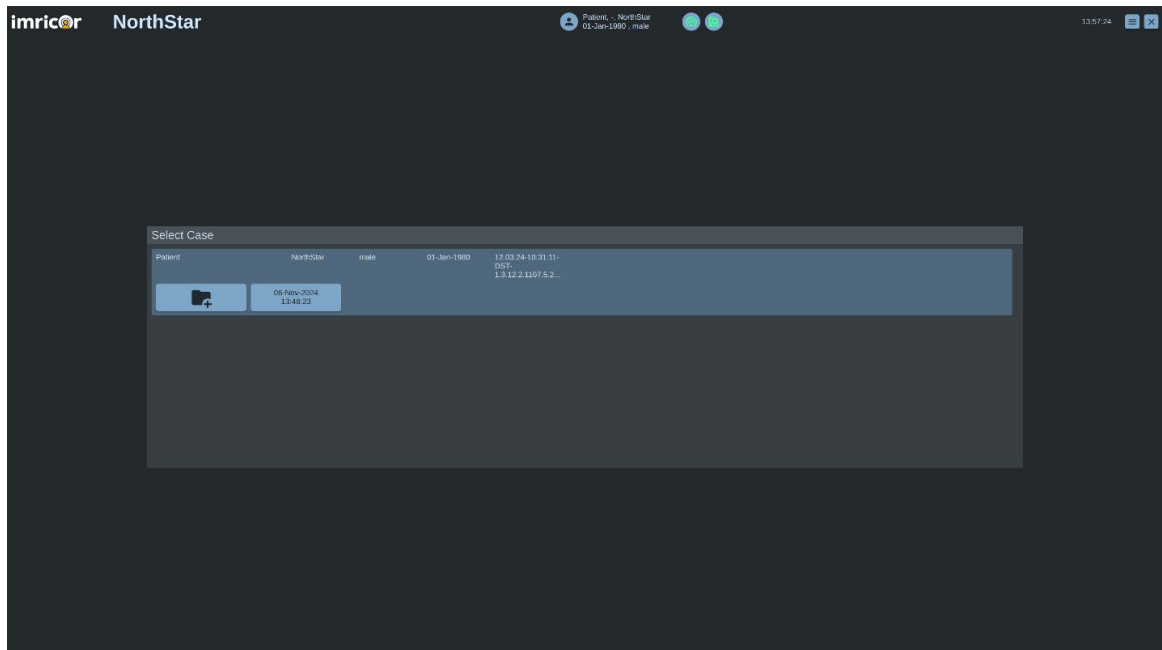 imricor NorthStar
Patient, -, NorthStar
01-Jan-1980 , male
13:57:24
Select Case
Patient NorthStar male 01-Jan-1980 12.03.24-10:31:11-
DST-
1.3.12.2.1107.5.2...
06-Nov-2024
13:48:23